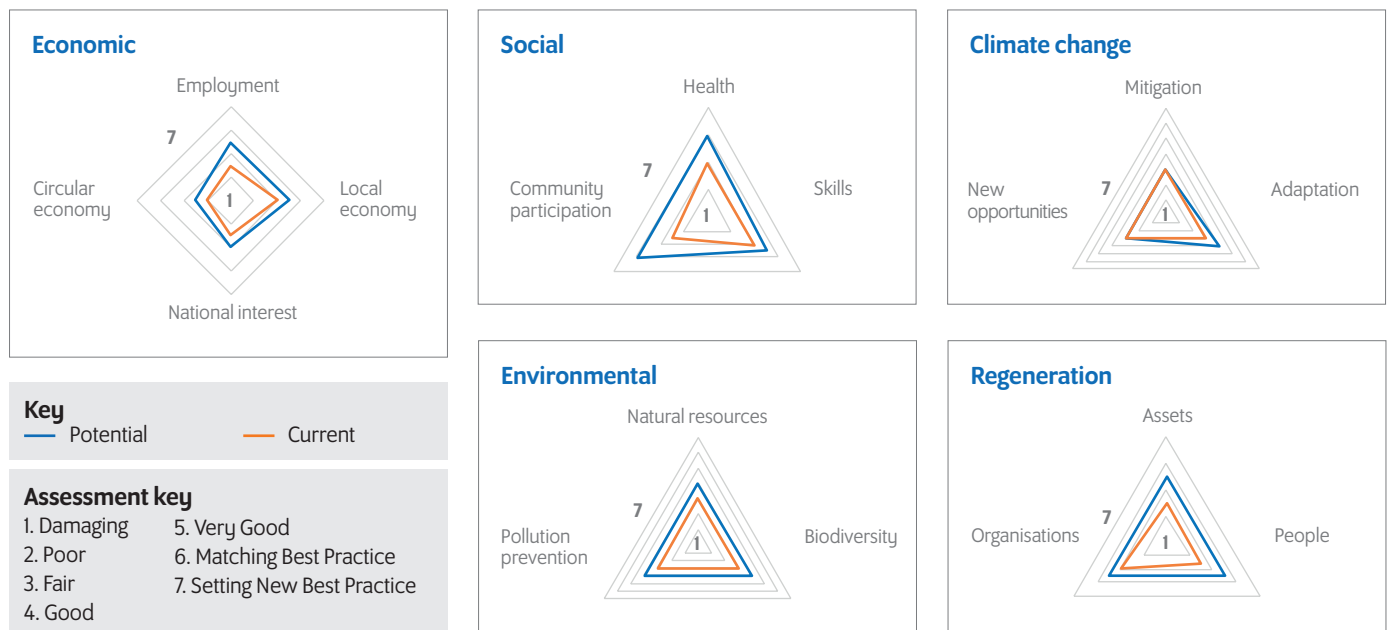 Economic
Employment
7
Circular
economy
1
Local
economy
National interest
Social
Health
7
Community
participation
1
Skills
Climate change
Mitigation
7
New
opportunities
1
Adaptation
Key
Potential
Current
Assessment key
1. Damaging
2. Poor
3. Fair
4. Good
5. Very Good
6. Matching Best Practice
7. Setting New Best Practice
Environmental
Natural resources
7
Pollution
prevention
1
Biodiversity
Regeneration
Assets
7
Organisations
1
People